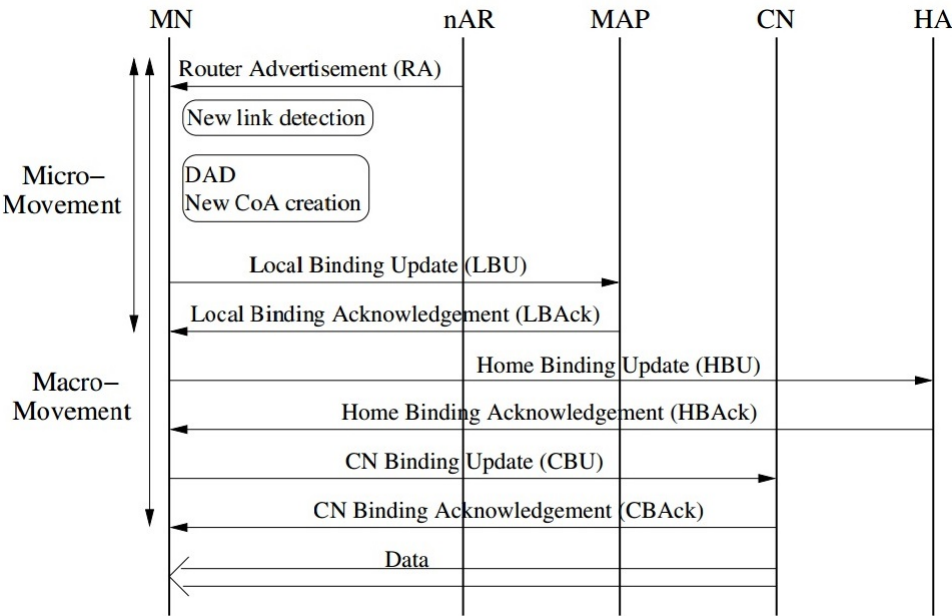 MN nAR MAP CN HA
Router Advertisement (RA)
New link detection
DAD
New CoA creation
Micro–
Movement
Local Binding Update (LBU)
Local Binding Acknowledgement (LBAck)
Home Binding Update (HBU)
Macro–
Movement
Home Binding Acknowledgement (HBAck)
CN Binding Update (CBU)
CN Binding Acknowledgement (CBAck)
Data